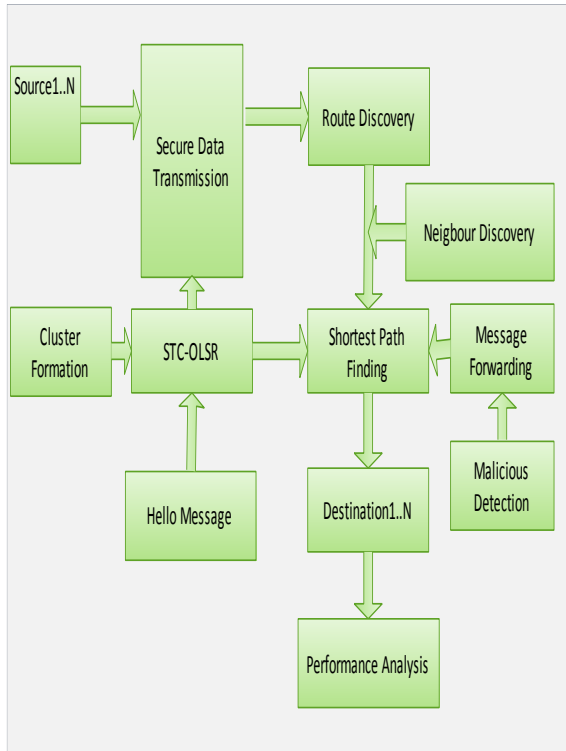 Source1..N
Secure Data
Transmission
Route Discovery
Neigbour Discovery
Cluster
Formation
STC-OLSR
Shortest Path
Finding
Message
Forwarding
Hello Message
Destination1..N
Malicious
Detection
Performance Analysis